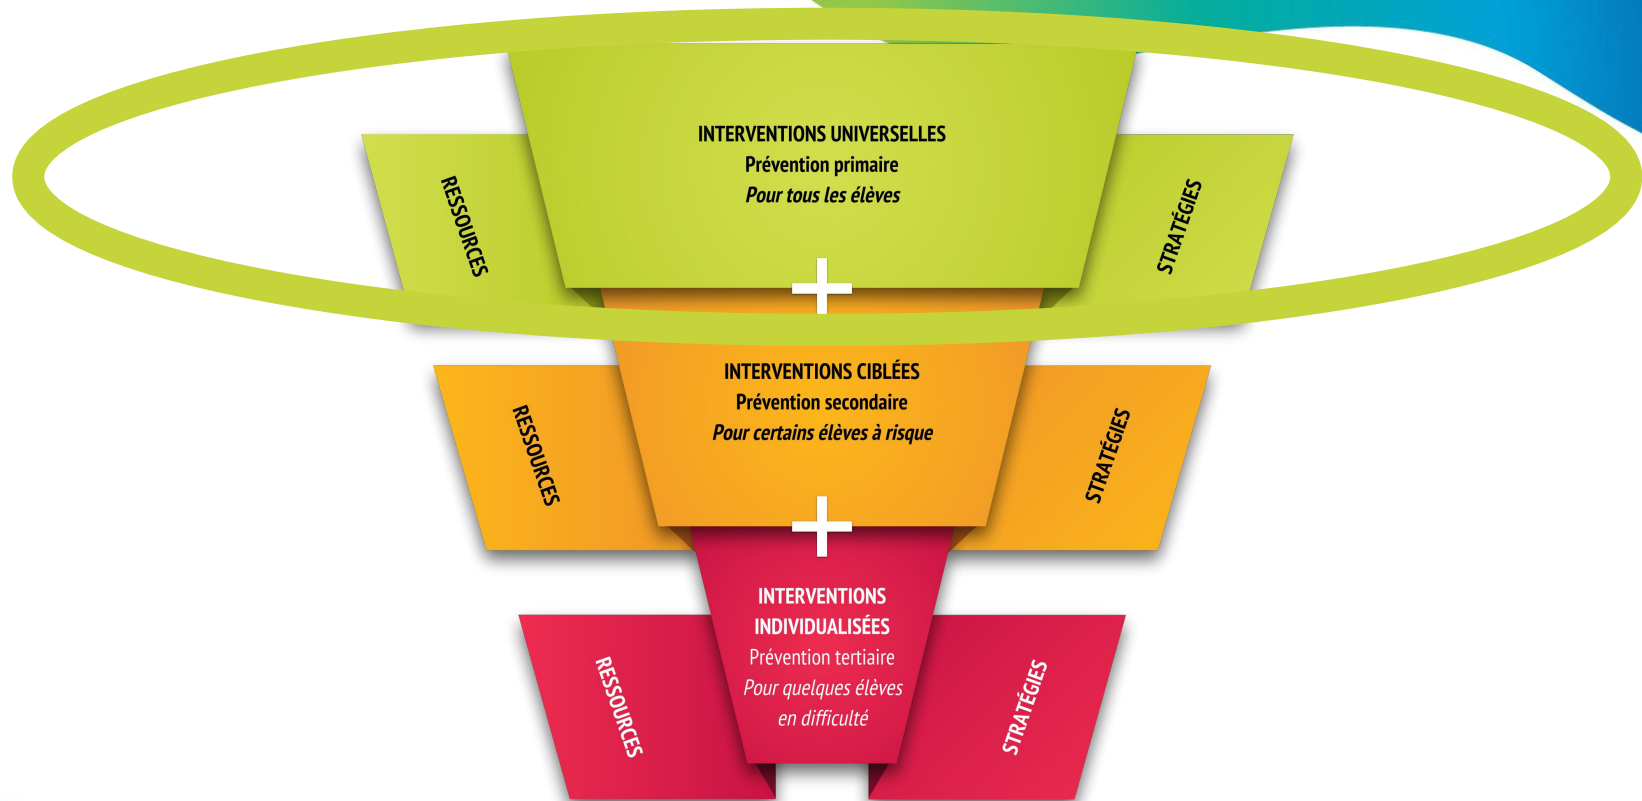 INTERVENTIONS UNIVERSELLES
Prévention primaire
Pour tous les élèves
RESSOURCES
STRATÉGIES
INTERVENTIONS CIBLÉES
Prévention secondaire
Pour certains élèves à risque
RESSOURCES
STRATÉGIES
INTERVENTIONS
INDIVIDUALISÉES
Prévention tertiaire
Pour quelques élèves
en difficulté
RESSOURCES
STRATÉGIES